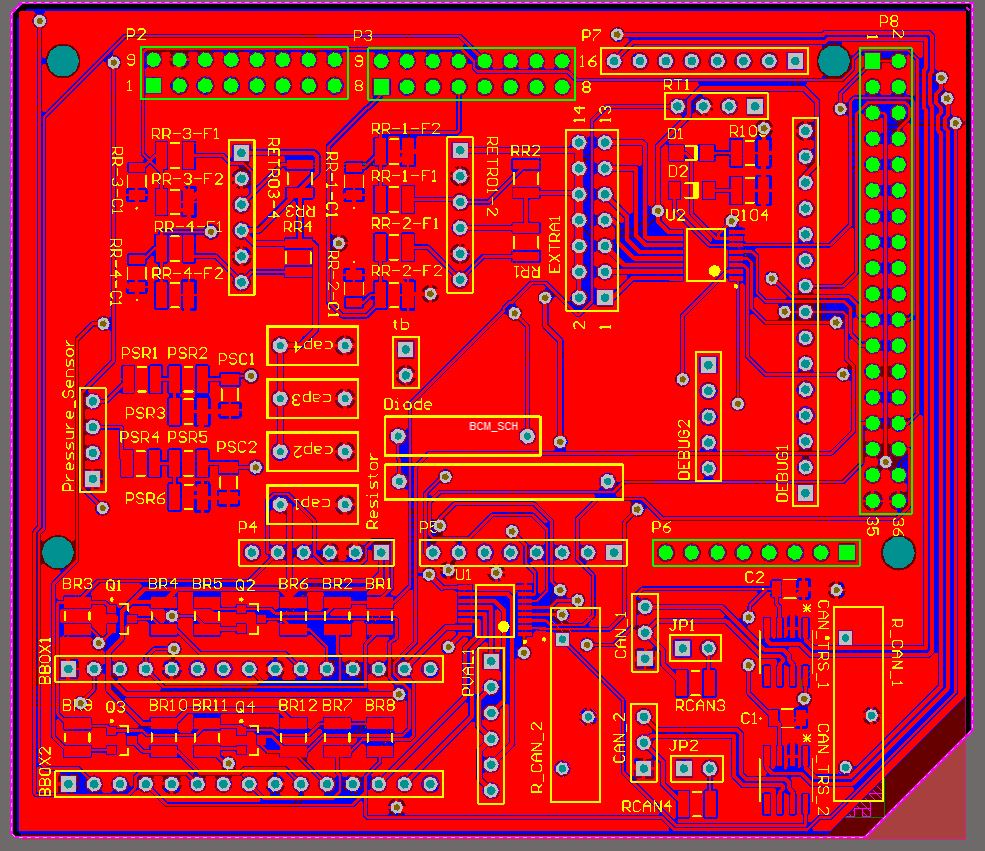 P2
P3
P7
P8
1
2
9
1
9
8
16
8
RT1
14
13
RR-3-F1
RR-1-F2
D1
RR-3-C1
RR-3-F2
RETRO3-4
RR-1-C1
RR-1-F1
RETRO1-2
RR2
D2
RR3
R104
RR-4-F1
RR4
RR-2-F1
U2
EXTRA1
RR-4-C1
RR-4-F2
RR-2-C1
RR-2-F2
RR1
2
1
tb
Pressure_Sensor
PSR1
PSR2
PSC1
cap4
PSR3
cap3
Diode
BCM_SCH
PSR4
PSR5
PSC2
cap2
DEBUG2
DEBUG1
PSR6
cap1
Resistor
35
36
P4
P5
P6
BR3
Q1
BR4
BR5
Q2
BR6
BR2
BR1
U1
C2
BBOX1
PVAL1
CAN_1
JP1
CAN_TRS_1
R_CAN_1
RCAN3
BR9
Q3
BR10
BR11
Q4
BR12
BR7
BR8
C1
BBOX2
R_CAN_2
CAN_2
JP2
CAN_TRS_2
RCAN4